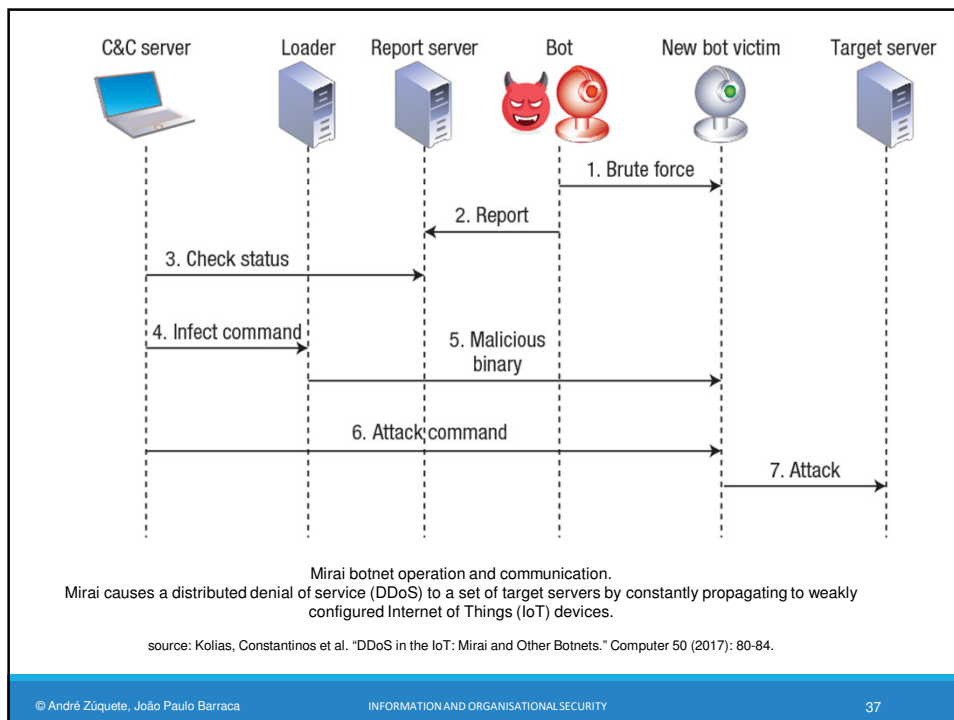 C&C server Loader Report server Bot New bot victim Target server
1. Brute force
2. Report
3. Check status
4. Infect command
5. Malicious
binary
6. Attack command
7. Attack
Mirai botnet operation and communication.
Mirai causes a distributed denial of service (DDoS) to a set of target servers by constantly propagating to weakly
configured Internet of Things (IoT) devices.
source: Kolias, Constantinos et al. “DDoS in the IoT: Mirai and Other Botnets.” Computer 50 (2017): 80-84.
© André Zúquete, João Paulo Barraca INFORMATION AND ORGANISATIONAL SECURITY 37